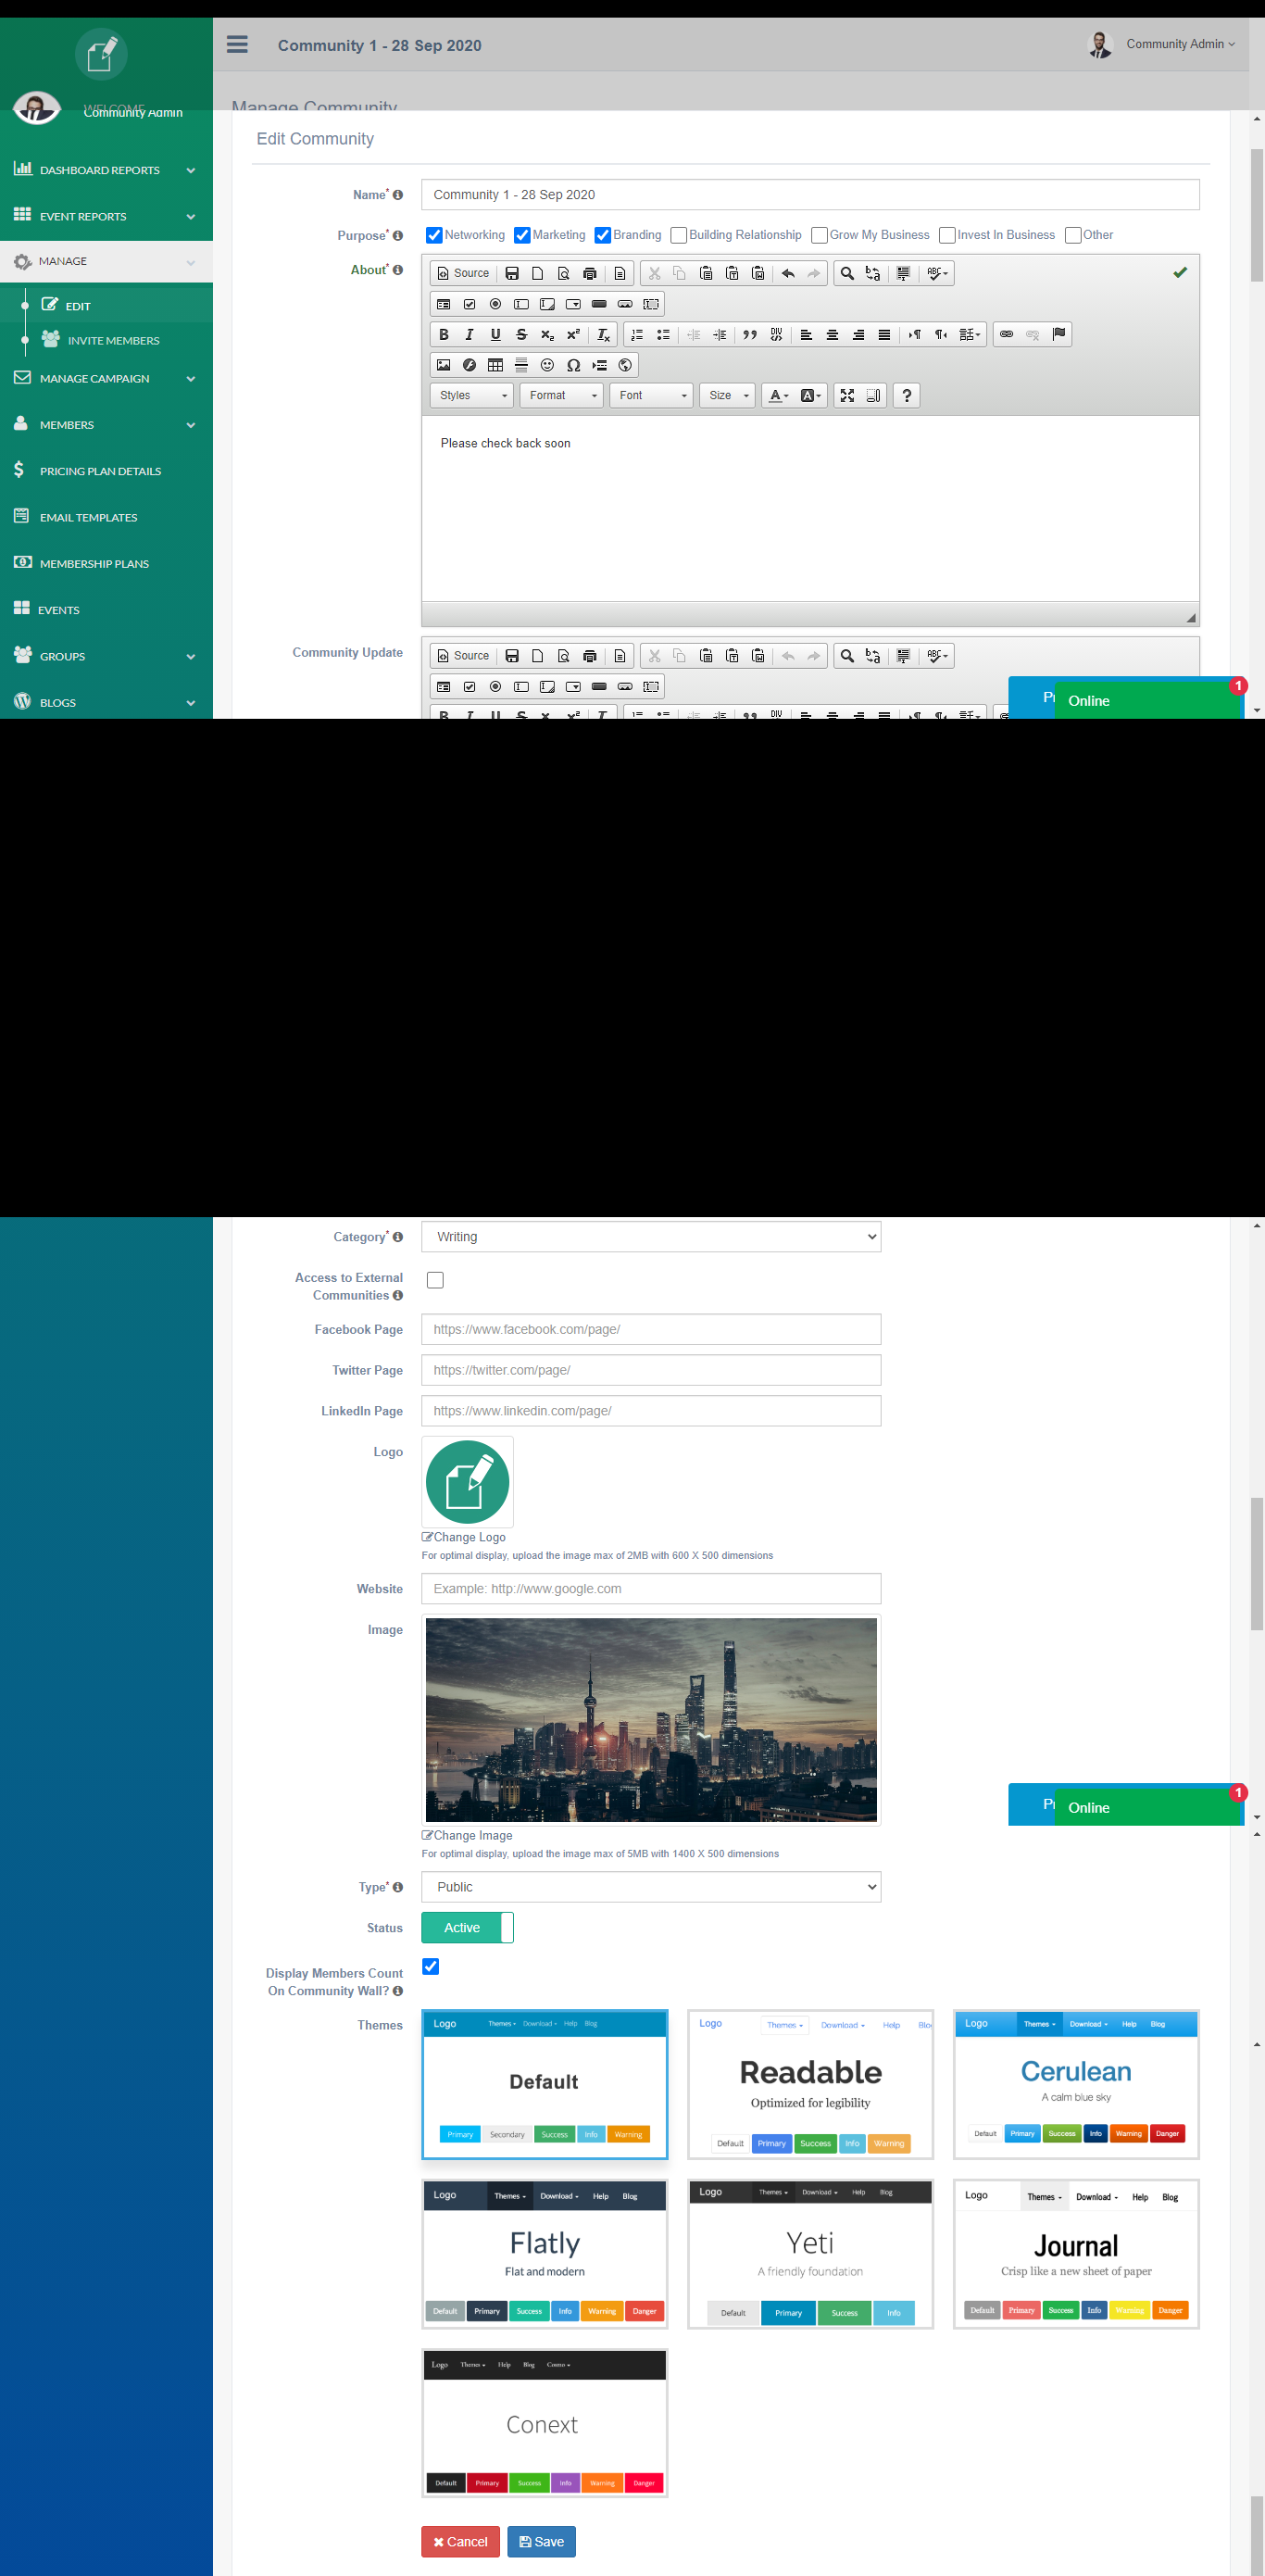 Community 1 - 28 Sep 2020
Community Admin
WELCOME
Community Admin
Manage Community
DASHBOARD REPORTS
EVENT REPORTS
MANAGE
EDIT
INVITE MEMBERS
MANAGE CAMPAIGN
MEMBERS
PRICING PLAN DETAILS
EMAIL TEMPLATES
MEMBERSHIP PLANS
EVENTS
GROUPS
BLOGS
Edit Community
Name* Community 1 - 28 Sep 2020
Purpose* Networking Marketing Branding Building Relationship Grow My Business Invest In Business Other
About* Source
Styles Format Font Size
Please check back soon
Community Update Source
Online 1
Category* Writing
Access to External
Communities
Facebook Page https://www.facebook.com/page/
Twitter Page https://twitter.com/page/
LinkedIn Page https://www.linkedin.com/page/
Logo
Change Logo
For optimal display, upload the image max of 2MB with 600 X 500 dimensions
Website Example: http://www.google.com
Image
Online 1
Change Image
For optimal display, upload the image max of 5MB with 1400 X 500 dimensions
Type* Public
Status Active
Display Members Count
On Community Wall?
Themes
Logo Themes Download Help Blog
Default
Primary Secondary Success Info Warning
Logo Themes Download Help Blog
Readable
Optimized for legibility
Default Primary Success Info Warning
Logo Themes Download Help Blog
Cerulean
A calm blue sky
Default Primary Success Info Warning Danger
Logo Themes Download Help Blog
Flatly
Flat and modern
Default Primary Success Info Warning Danger
Logo Themes Download Help Blog
Yeti
A friendly foundation
Default Primary Success Info
Logo Themes Download Help Blog
Journal
Crisp like a new sheet of paper
Default Primary Success Info Warning Danger
Logo Themes Help Blog
Conext
Default Primary Success Info Warning Danger
Cancel Save